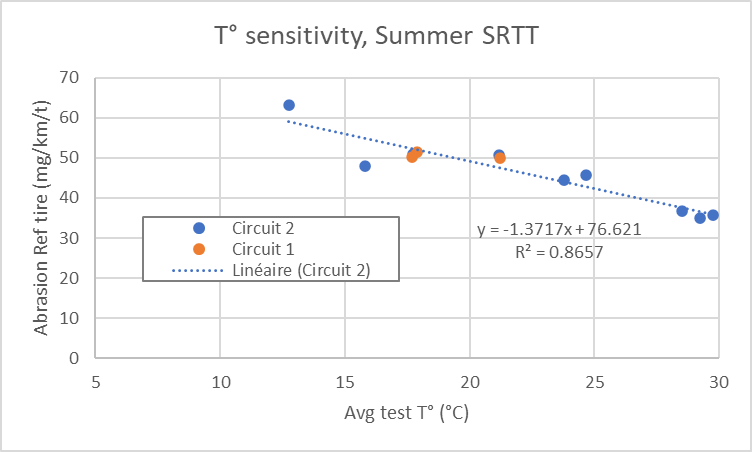 T° sensitivity, Summer SRTT
Abrasion Ref tire (mg/km/t)
70
60
50
40
30
20
10
0
Circuit 2
Circuit 1
Linéaire (Circuit 2)
y = -1.3717x + 76.621
R² = 0.8657
5 10 15 20 25 30
Avg test T° (°C)